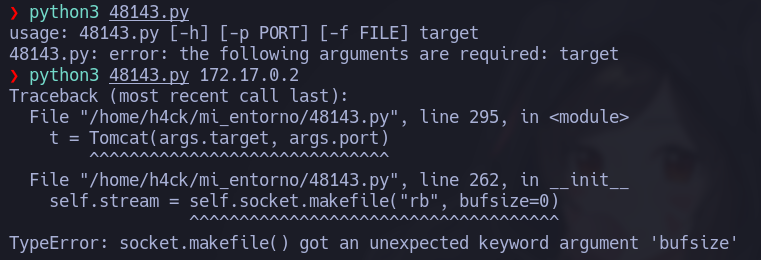 ❯ python3 48143.py
usage: 48143.py [-h] [-p PORT] [-f FILE] target
48143.py: error: the following arguments are required: target
❯ python3 48143.py 172.17.0.2
Traceback (most recent call last):
  File "/home/h4ck/mi_entorno/48143.py", line 295, in <module>
    t = Tomcat(args.target, args.port)
        ^^^^^^^^^^^^^^^^^^^^^^^^^^^^^^
  File "/home/h4ck/mi_entorno/48143.py", line 262, in __init__
    self.stream = self.socket.makefile("rb", bufsize=0)
                  ^^^^^^^^^^^^^^^^^^^^^^^^^^^^^^^^^^^^^
TypeError: socket.makefile() got an unexpected keyword argument 'bufsize'